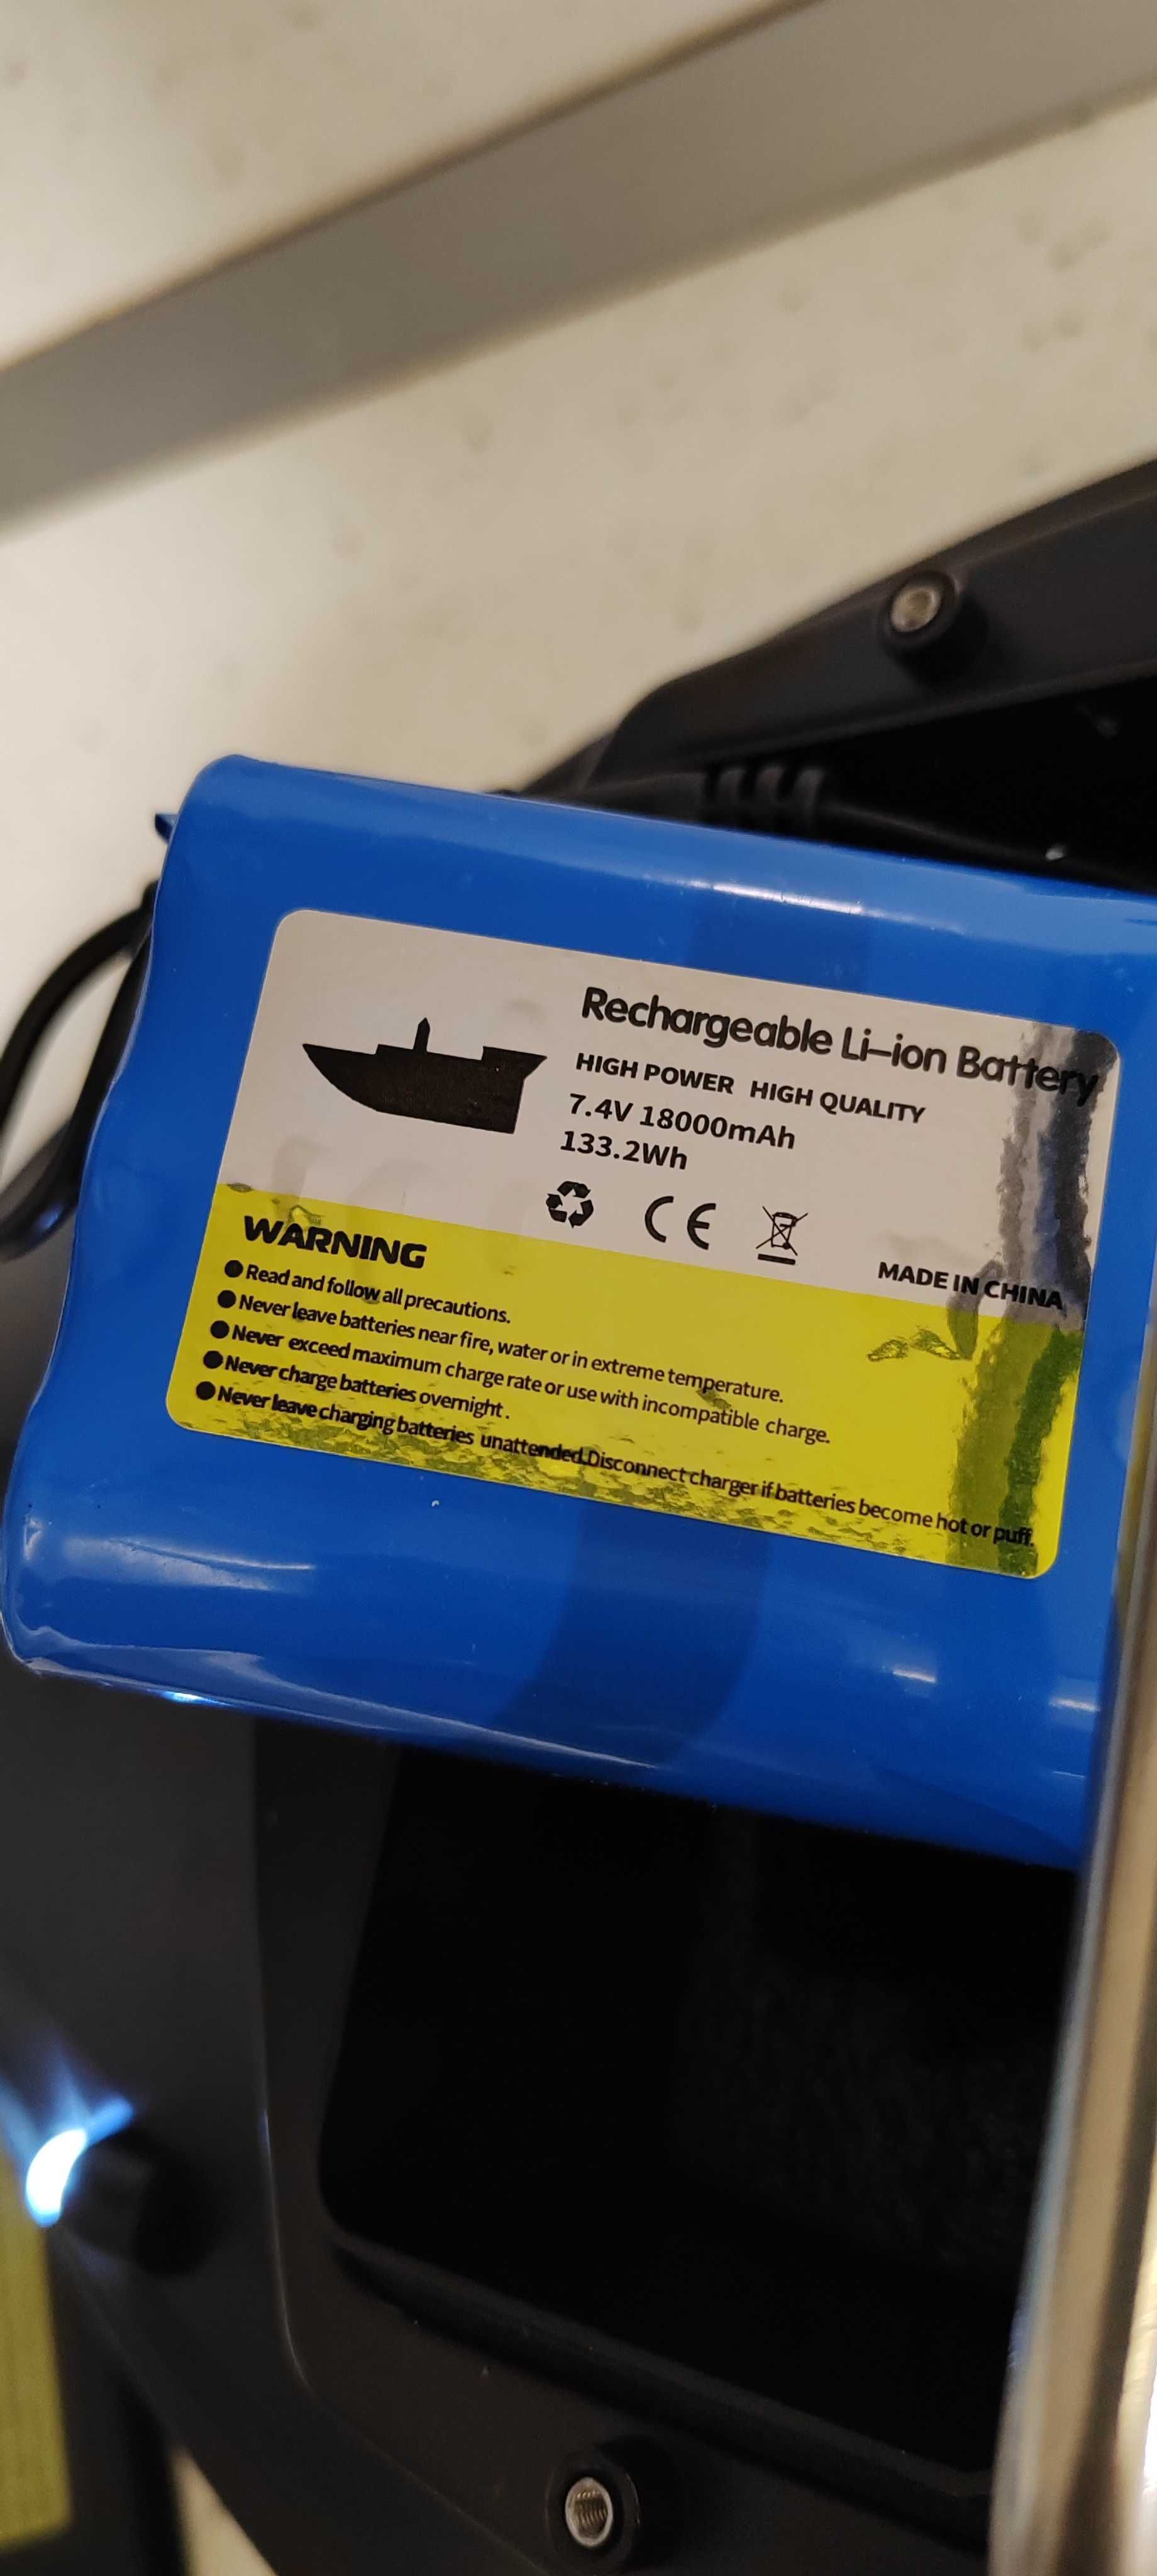 Rechargeable Li-ion Battery
HIGH POWER HIGH QUALITY
7.4V 18000mAh
133.2Wh
CE
MADE IN CHINA
WARNING
●Read and follow all precautions.
●Never leave batteries near fire, water or in extreme temperature.
●Never exceed maximum charge rate or use with incompatible charge.
●Never charge batteries overnight.
●Never leave charging batteries unattended.Disconnect charger if batteries become hot or puff.